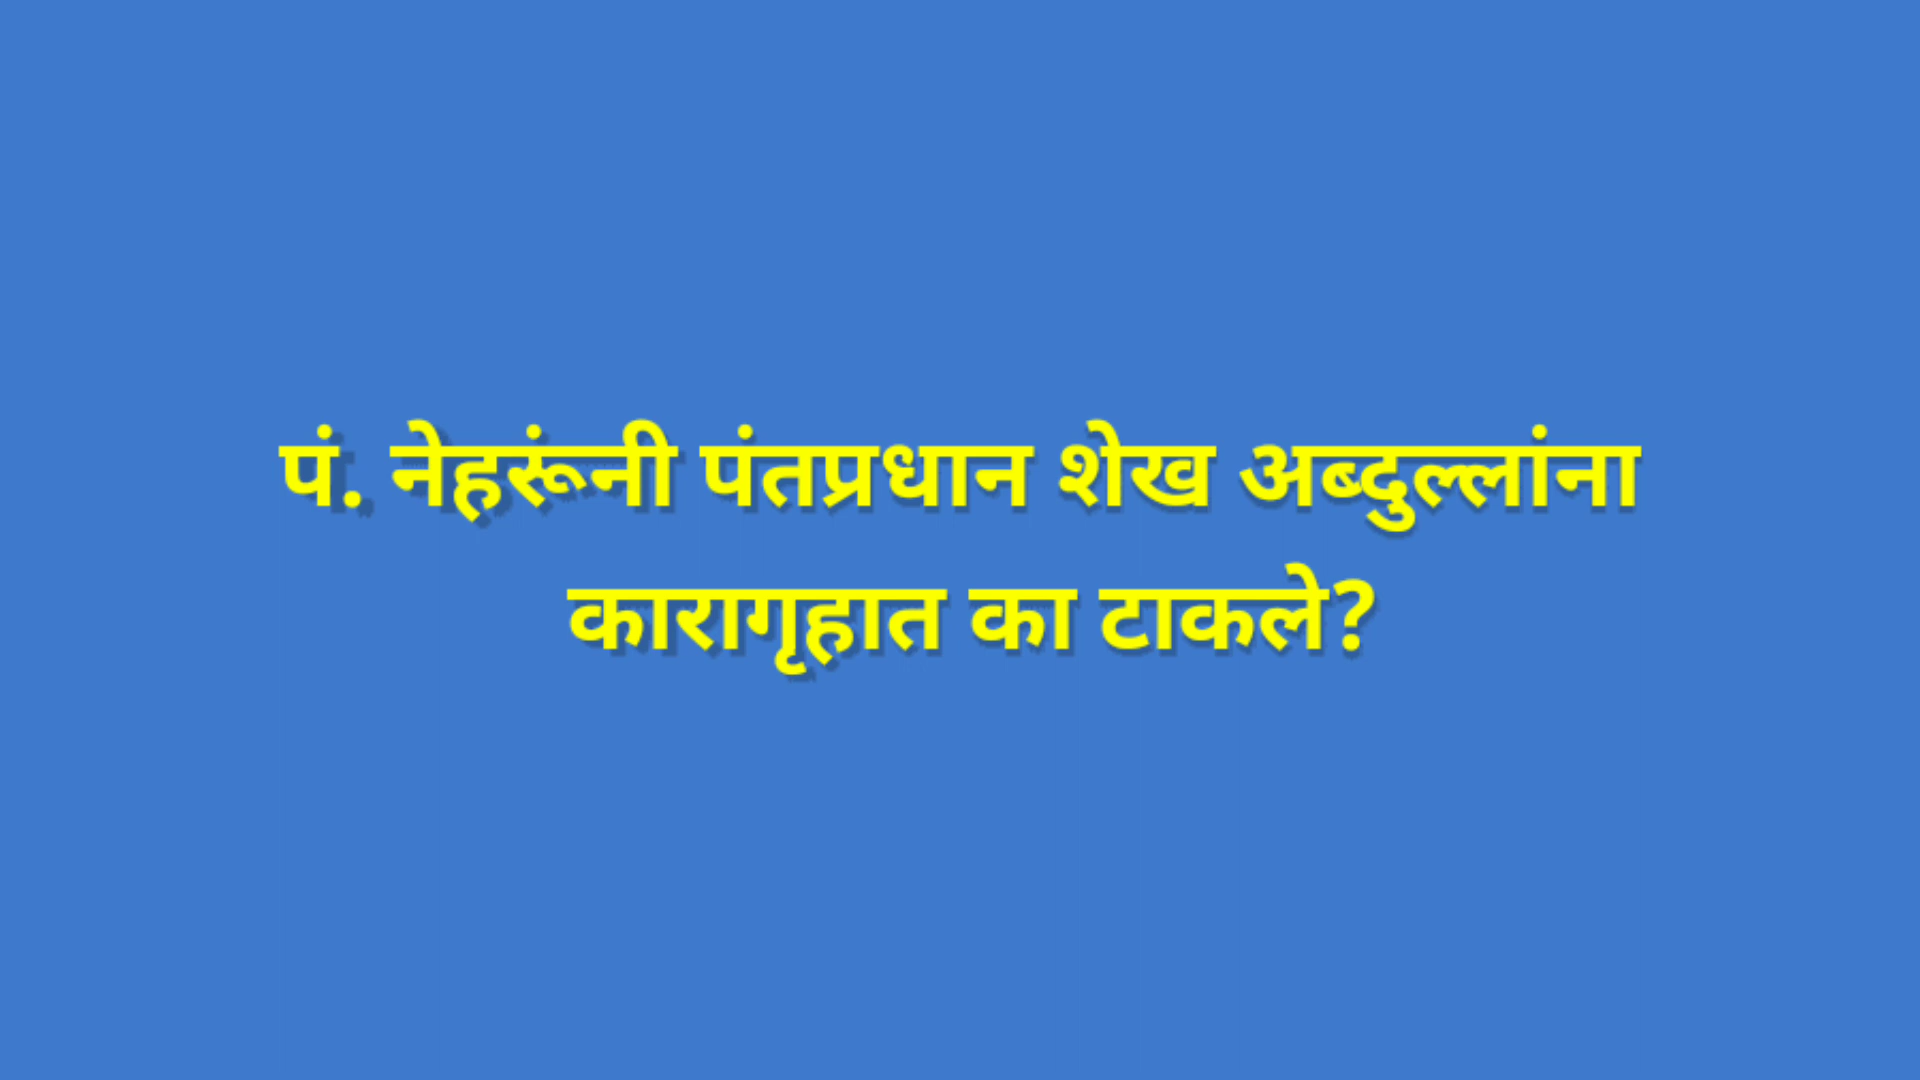 पं. नेहरूंनी पंतप्रधान शेख अब्दुल्लांना
कारागृहात का टाकले?